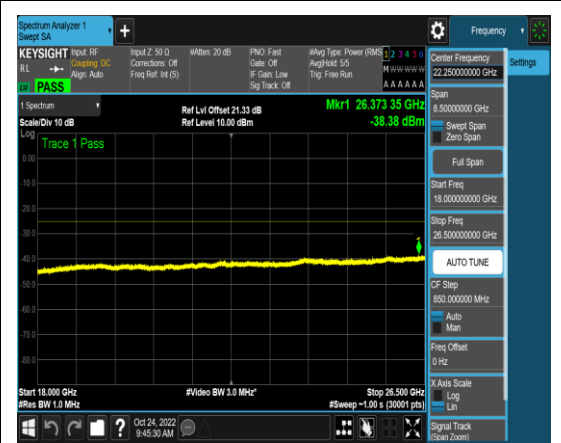 Spectrum Analyzer 1
Swept SA
Frequency
KEYSIGHT
RL
PASS
Input: RF
Coupling: DC
Align: Auto
Input Z: 50 Ω
Corrections: Off
Freq Ref: Int (S)
#Atten: 20 dB
PNO: Fast
Gate: Off
IF Gain: Low
Sig Track: Off
#Avg Type: Power (RMS
Avg|Hold: 5/5
Trig: Free Run
1 2 3 4 5 6
M W W W W W
A A A A A A
1 Spectrum
Scale/Div 10 dB
Ref Lvl Offset 21.33 dB
Ref Level 10.00 dBm
Mkr1 26.373 35 GHz
-38.38 dBm
Log
Trace 1 Pass
0.00
-10.0
-20.0
-30.0
-40.0
-50.0
-60.0
-70.0
-80.0
Start 18.000 GHz
#Res BW 1.0 MHz
#Video BW 3.0 MHz*
Stop 26.500 GHz
#Sweep ~1.00 s (30001 pts)
Center Frequency
22.250000000 GHz
Settings
Span
8.50000000 GHz
Swept Span
Zero Span
Full Span
Start Freq
18.000000000 GHz
Stop Freq
26.500000000 GHz
AUTO TUNE
CF Step
850.000000 MHz
Auto
Man
Freq Offset
0 Hz
X Axis Scale
Log
Lin
Signal Track
(Span Zoom)
Oct 24, 2022
9:45:30 AM